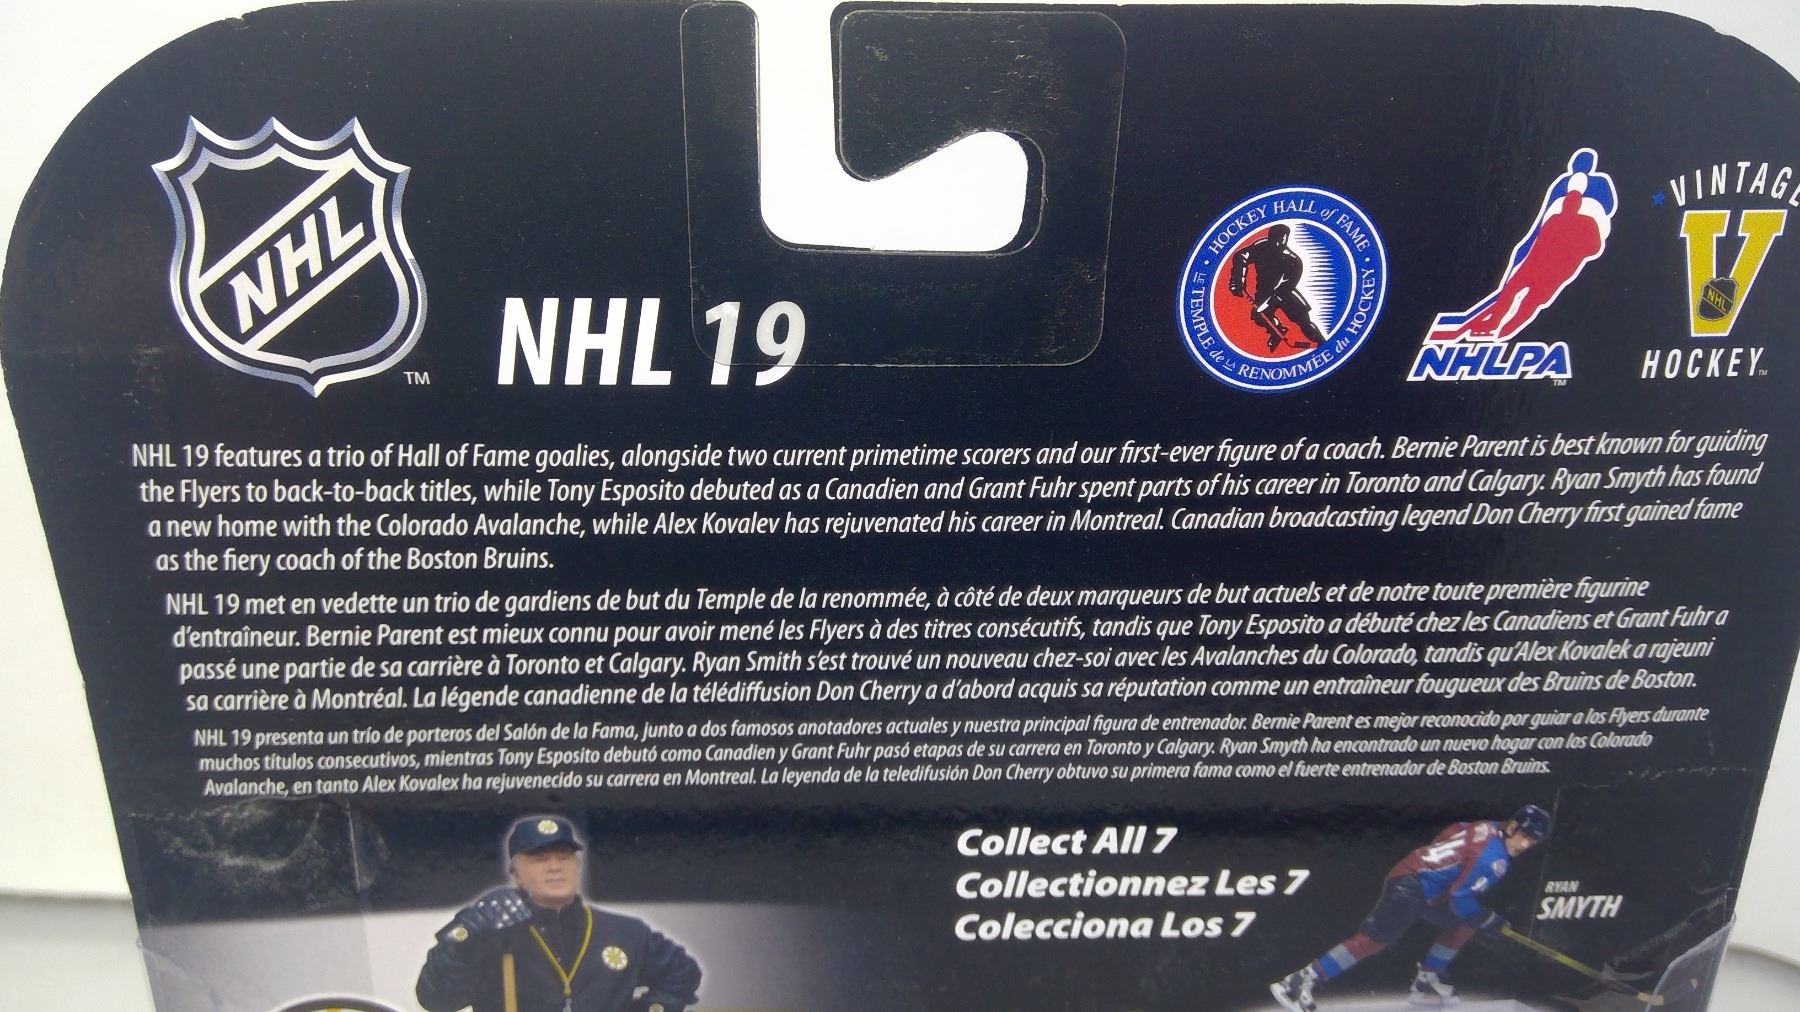 NHL
TM
NHL 19
HOCKEY HALL of FAME
LE TEMPLE de LA RENOMMÉE du HOCKEY
NHLPA
TM
VINTAGE
V
NHL
HOCKEY
TM
NHL 19 features a trio of Hall of Fame goalies, alongside two current primetime scorers and our first-ever figure of a coach. Bernie Parent is best known for guiding
the Flyers to back-to-back titles, while Tony Esposito debuted as a Canadien and Grant Fuhr spent parts of his career in Toronto and Calgary. Ryan Smyth has found
a new home with the Colorado Avalanche, while Alex Kovalev has rejuvenated his career in Montreal. Canadian broadcasting legend Don Cherry first gained fame
as the fiery coach of the Boston Bruins.
NHL 19 met en vedette un trio de gardiens de but du Temple de la renommée, à côté de deux marqueurs de but actuels et de notre toute première figurine
d'entraîneur. Bernie Parent est mieux connu pour avoir mené les Flyers à des titres consécutifs, tandis que Tony Esposito a débuté chez les Canadiens et Grant Fuhr a
passé une partie de sa carrière à Toronto et Calgary. Ryan Smith s'est trouvé un nouveau chez-soi avec les Avalanches du Colorado, tandis qu'Alex Kovalek a rajeuni
sa carrière à Montréal. La légende canadienne de la télédiffusion Don Cherry a d'abord acquis sa réputation comme un entraîneur fougueux des Bruins de Boston.
NHL 19 presenta un trío de porteros del Salón de la Fama, junto a dos famosos anotadores actuales y nuestra principal figura de entrenador. Bernie Parent es mejor reconocido por guiar a los Flyers durante
muchos títulos consecutivos, mientras Tony Esposito debutó como Canadien y Grant Fuhr pasó etapas de su carrera en Toronto y Calgary. Ryan Smyth ha encontrado un nuevo hogar con los Colorado
Avalanche, en tanto Alex Kovalex ha rejuvenecido su carrera en Montreal. La leyenda de la teledifusión Don Cherry obtuvo su primera fama como el fuerte entrenador de Boston Bruins.
Collect All 7
Collectionnez Les 7
Colecciona Los 7
RYAN
SMYTH